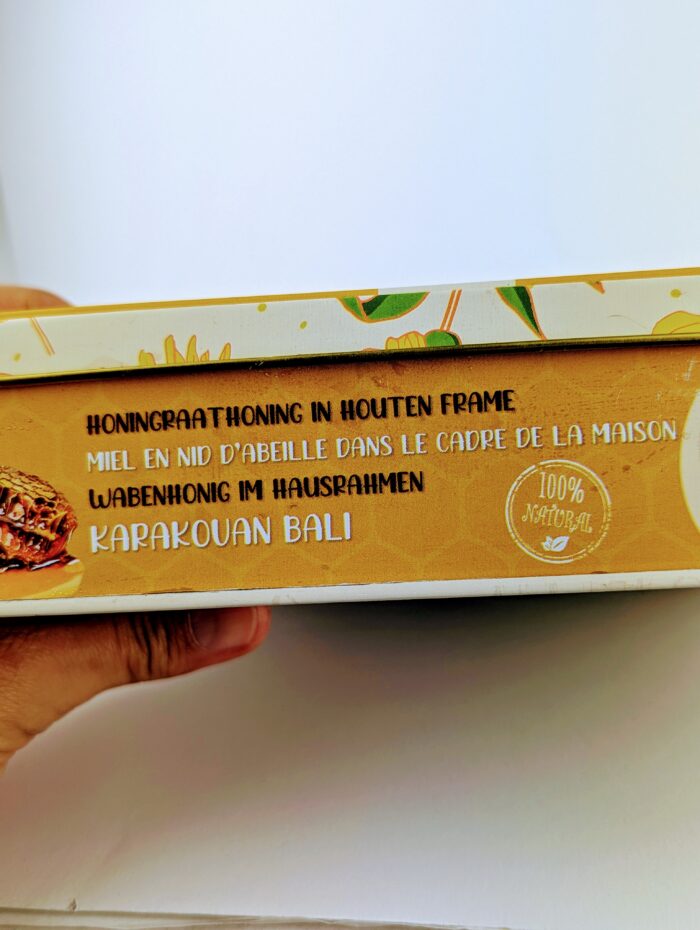 HONINGRAATHONING IN HOUTEN FRAME
MIEL EN NID D'ABEILLE DANS LE CADRE DE LA MAISON
WABENHONIG IM HAUSRAHMEN
KARAKOUAN BALI
100%
NATURAL